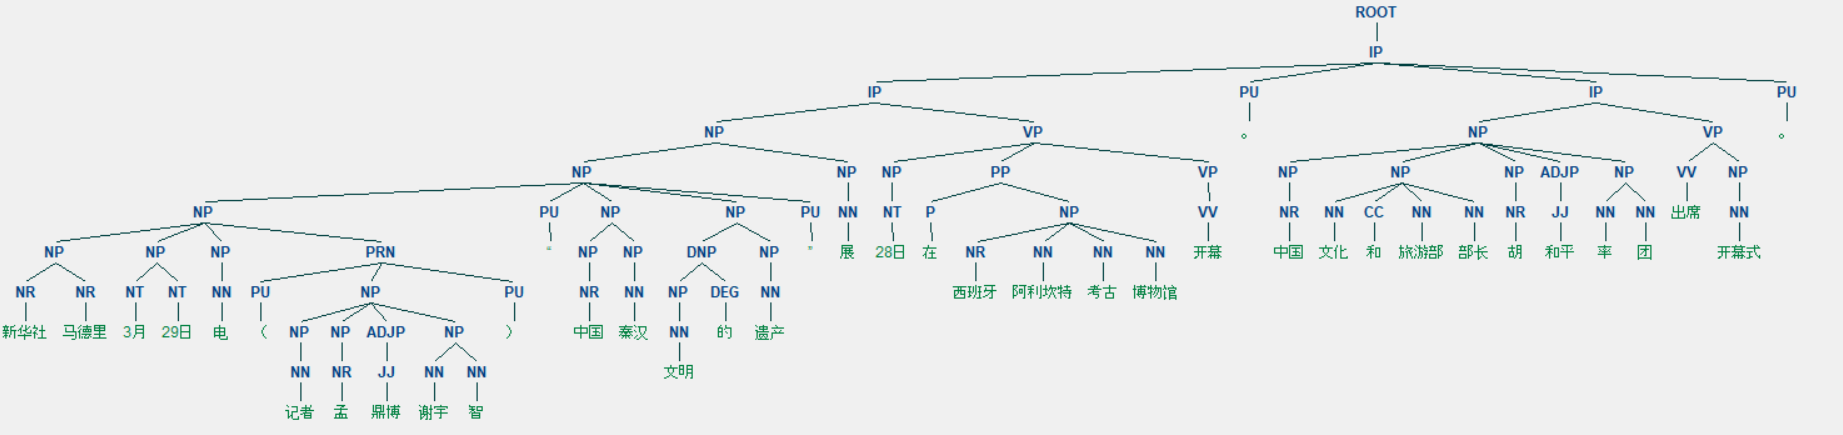 ROOT
IP
IP PU IP PU
NP VP 。 NP VP 。
NP NP NP PP VP NP NP NP ADJP NP VV NP
NP PU NP NP PU NN NT P NP VV NR NN CC NN NN NR JJ NN NN 出席 NN
NP NP NP PRN “ NP NP DNP NP ” 展 28日 在 NR NN NN NN 开幕 中国 文化 和 旅游部 部长 胡 和平 率 团 开幕式
NR NR NT NT NN PU NP PU NR NN NP DEG NN 西班牙 阿利坎特 考古 博物馆
新华社 马德里 3月 29日 电 （ NP NP ADJP NP ） 中国 秦汉 NN 的 遗产
NN NR JJ NN NN 文明
记者 孟 鼎博 谢宇 智